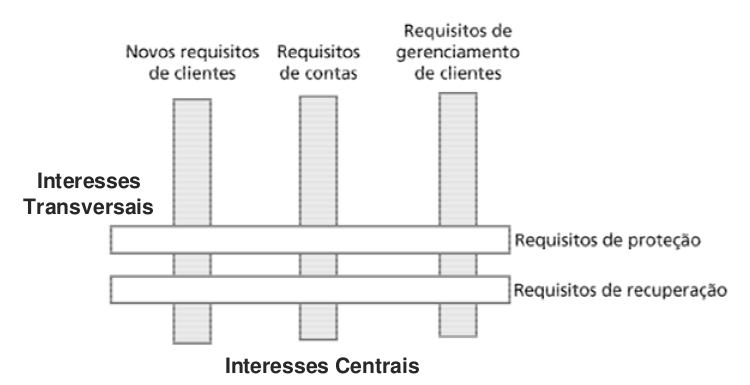 Novos requisitos
de clientes
Requisitos
de contas
Requisitos de
gerenciamento
de clientes
Interesses
Transversais
Requisitos de proteção
Requisitos de recuperação
Interesses Centrais